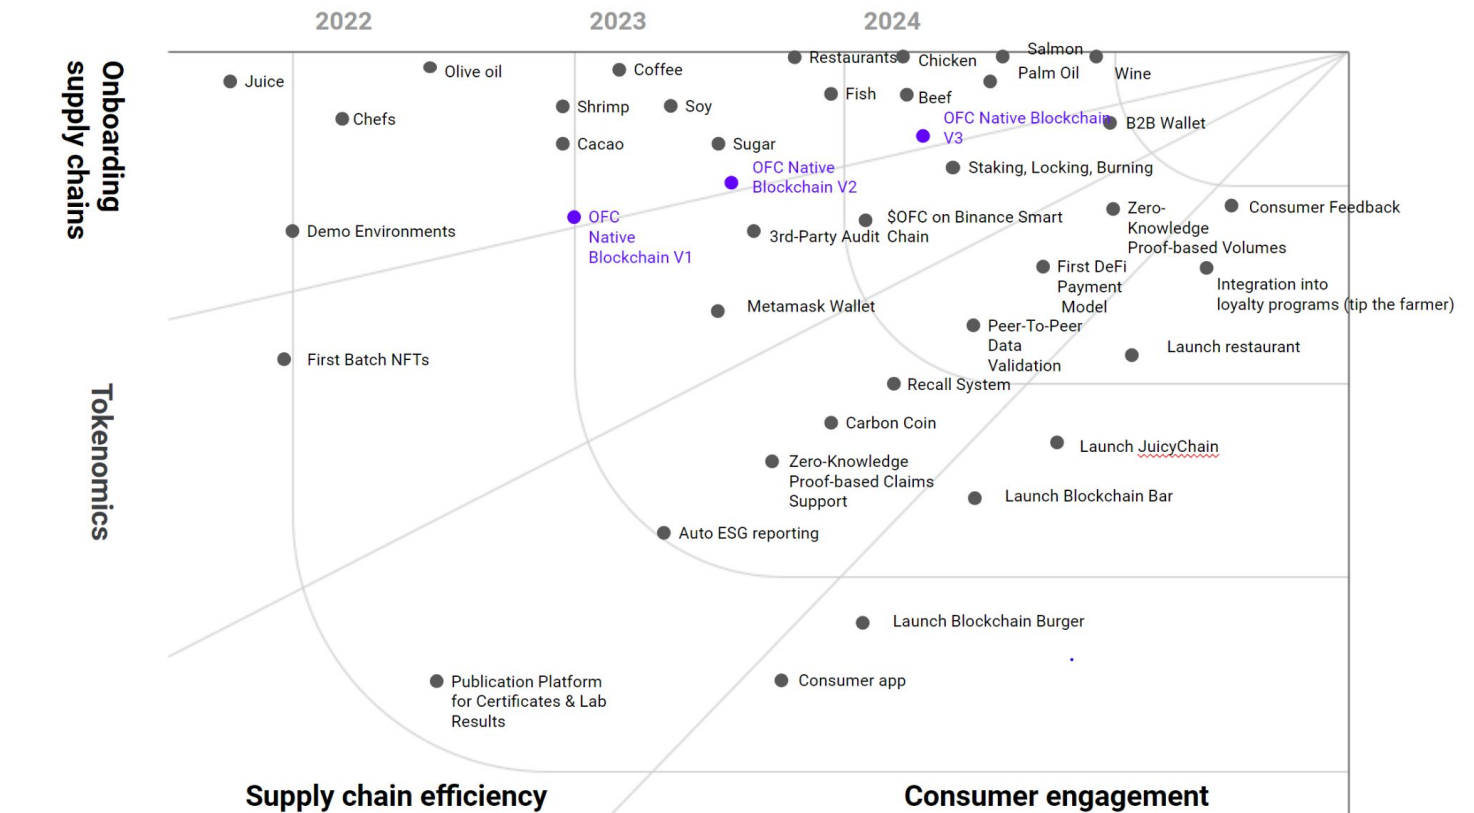 2022
2023
2024
Onboarding
supply chains
Tokenomics
Juice
Olive oil
Coffee
Restaurants
Chicken
Salmon
Palm Oil
Wine
Chefs
Shrimp
Soy
Fish
Beef
Cacao
Sugar
OFC Native Blockchain
V3
B2B Wallet
OFC Native
Blockchain V2
Staking, Locking, Burning
OFC
Native
Blockchain V1
Demo Environments
3rd-Party Audit
$OFC on Binance Smart
Chain
Zero-
Knowledge
Proof-based Volumes
Consumer Feedback
First DeFi
Payment
Model
Integration into
loyalty programs (tip the farmer)
Metamask Wallet
Peer-To-Peer
Data
Validation
Launch restaurant
First Batch NFTs
Recall System
Carbon Coin
Launch JuicyChain
Zero-Knowledge
Proof-based Claims
Support
Launch Blockchain Bar
Auto ESG reporting
Launch Blockchain Burger
Publication Platform
for Certificates & Lab
Results
Consumer app
Supply chain efficiency
Consumer engagement